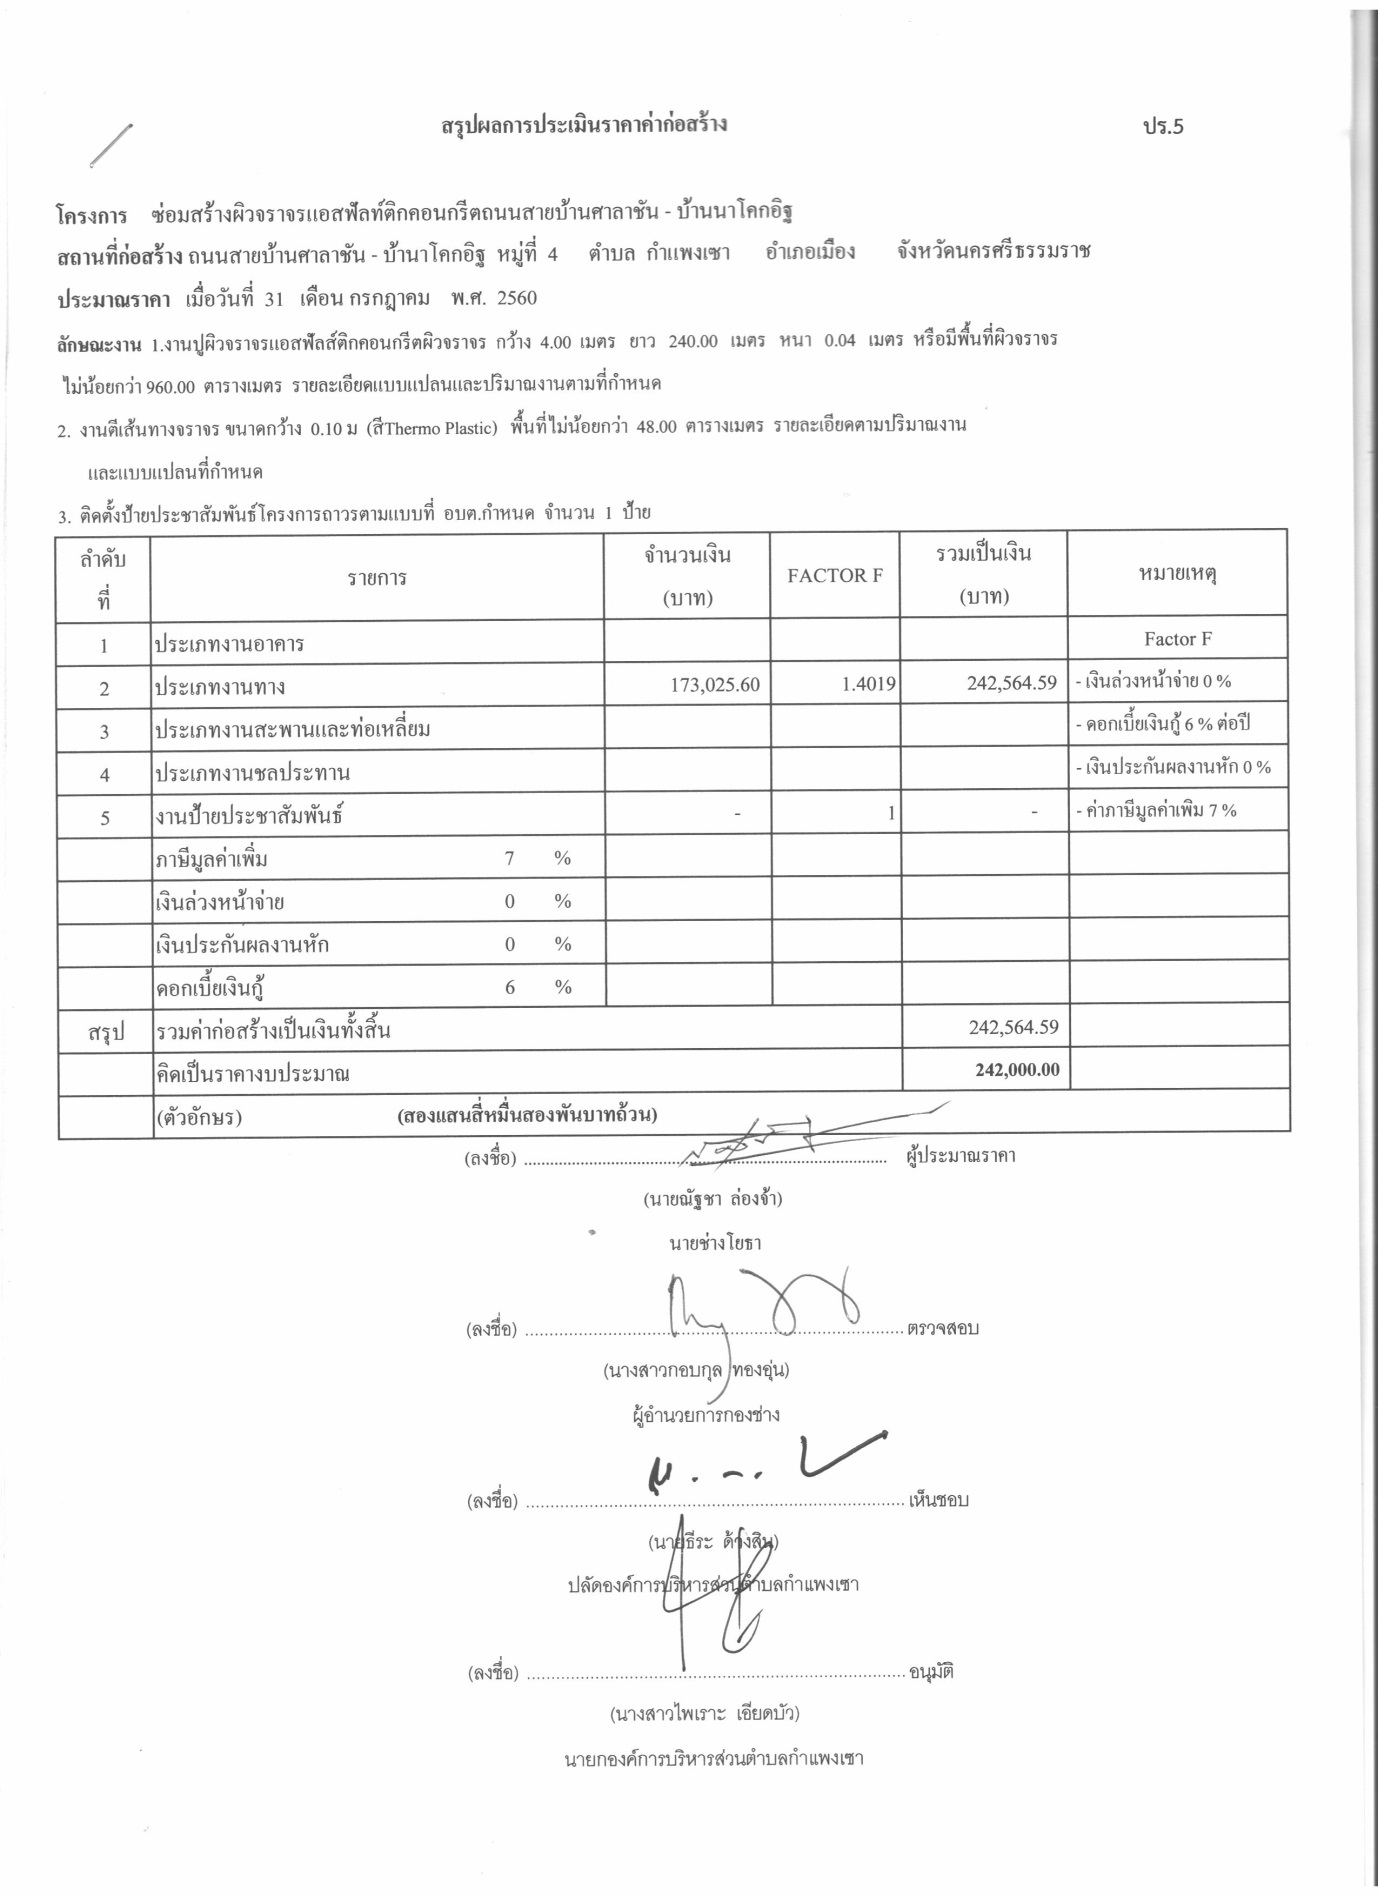 สรุปผลการประเมินราคาค่าก่อสร้าง ปร.5
โครงการ ซ่อมสร้างผิวจราจรแอสฟัลท์ติกคอนกรีตถนนสายบ้านศาลาชัน - บ้านนาโคกอิฐ
สถานที่ก่อสร้าง ถนนสายบ้านศาลาชัน - บ้านาโคกอิฐ หมู่ที่ 4 ตำบล กำแพงเซา อำเภอเมือง จังหวัดนครศรีธรรมราช
ประมาณราคา เมื่อวันที่ 31 เดือน กรกฎาคม พ.ศ. 2560
ลักษณะงาน 1.งานปูผิวจราจรแอสฟัลส์ติกคอนกรีตผิวจราจร กว้าง 4.00 เมตร ยาว 240.00 เมตร หนา 0.04 เมตร หรือมีพื้นที่ผิวจราจร
ไม่น้อยกว่า 960.00 ตารางเมตร รายละเอียดแบบแปลนและปริมาณงานตามที่กำหนด
2. งานตีเส้นทางจราจร ขนาดกว้าง 0.10 ม (สีThermo Plastic) พื้นที่ไม่น้อยกว่า 48.00 ตารางเมตร รายละเอียดตามปริมาณงาน
และแบบแปลนที่กำหนด
3. ติดตั้งป้ายประชาสัมพันธ์โครงการถาวรตามแบบที่ อบต.กำหนด จำนวน 1 ป้าย
ลำดับที่ รายการ จำนวนเงิน (บาท) FACTOR F รวมเป็นเงิน (บาท) หมายเหตุ
1 ประเภทงานอาคาร Factor F
2 ประเภทงานทาง 173,025.60 1.4019 242,564.59 - เงินล่วงหน้าจ่าย 0 %
3 ประเภทงานสะพานและท่อเหลี่ยม - ดอกเบี้ยเงินกู้ 6 % ต่อปี
4 ประเภทงานชลประทาน - เงินประกันผลงานหัก 0 %
5 งานป้ายประชาสัมพันธ์ - 1 - - ค่าภาษีมูลค่าเพิม 7 %
ภาษีมูลค่าเพิ่ม 7 %
เงินล่วงหน้าจ่าย 0 %
เงินประกันผลงานหัก 0 %
ดอกเบี้ยเงินกู้ 6 %
สรุป รวมค่าก่อสร้างเป็นเงินทั้งสิ้น 242,564.59
คิดเป็นราคางบประมาณ 242,000.00
(ตัวอักษร) (สองแสนสี่หมื่นสองพันบาทถ้วน)
(ลงชื่อ) ผู้ประมาณราคา
(นายณัฐชา ล่องจ้า)
นายช่างโยธา
(ลงชื่อ) ตรวจสอบ
(นางสาวกอบกุล ทองอุ่น)
ผู้อำนวยการกองช่าง
(ลงชื่อ) เห็นชอบ
(นายธีระ ด้างสิน)
ปลัดองค์การบริหารส่วนตำบลกำแพงเซา
(ลงชื่อ) อนุมัติ
(นางสาวไพเราะ เอียดบัว)
นายกองค์การบริหารส่วนตำบลกำแพงเซา